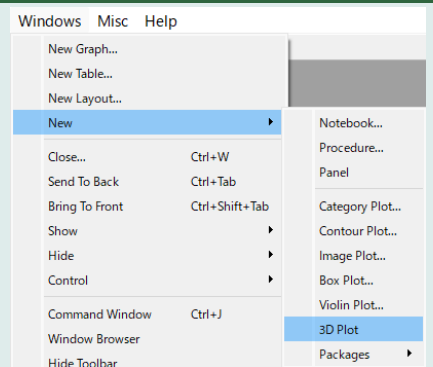 Windows Misc Help
New Graph...
New Table...
New Layout...
New
Close... Ctrl+W
Send To Back Ctrl+Tab
Bring To Front Ctrl+Shift+Tab
Show
Hide
Control
Command Window Ctrl+J
Window Browser
Hide Toolbar
Notebook...
Procedure...
Panel
Category Plot...
Contour Plot...
Image Plot...
Box Plot...
Violin Plot...
3D Plot
Packages